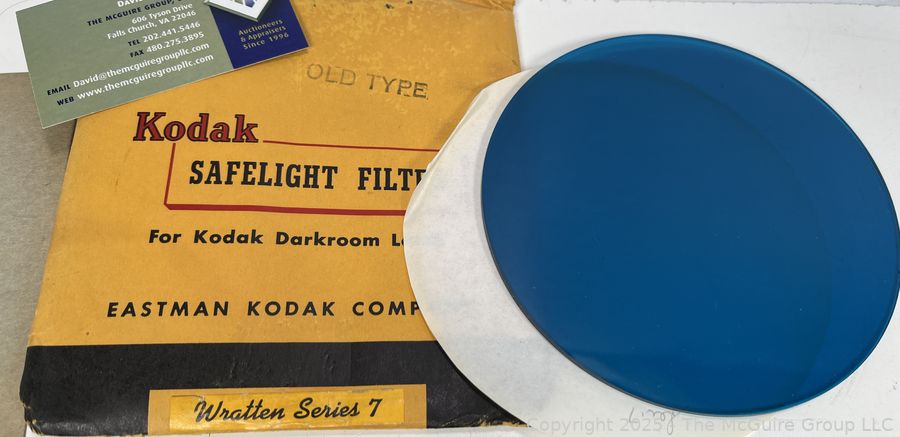 THE MCGUIRE GROUP,
606 Tyson Drive
Falls Church, VA 22046
TEL 202.441.5446
FAX 480.275.3895
EMAIL David@themcguiregroupllc.com
WEB www.themcguiregroupllc.com
Auctioneers
& Appraisers
Since 1996
OLD TYPE
Kodak
SAFELIGHT FILTE
For Kodak Darkroom L
EASTMAN KODAK COMP
Wratten Series 7
Copyright 2025 The McGuire Group LLC